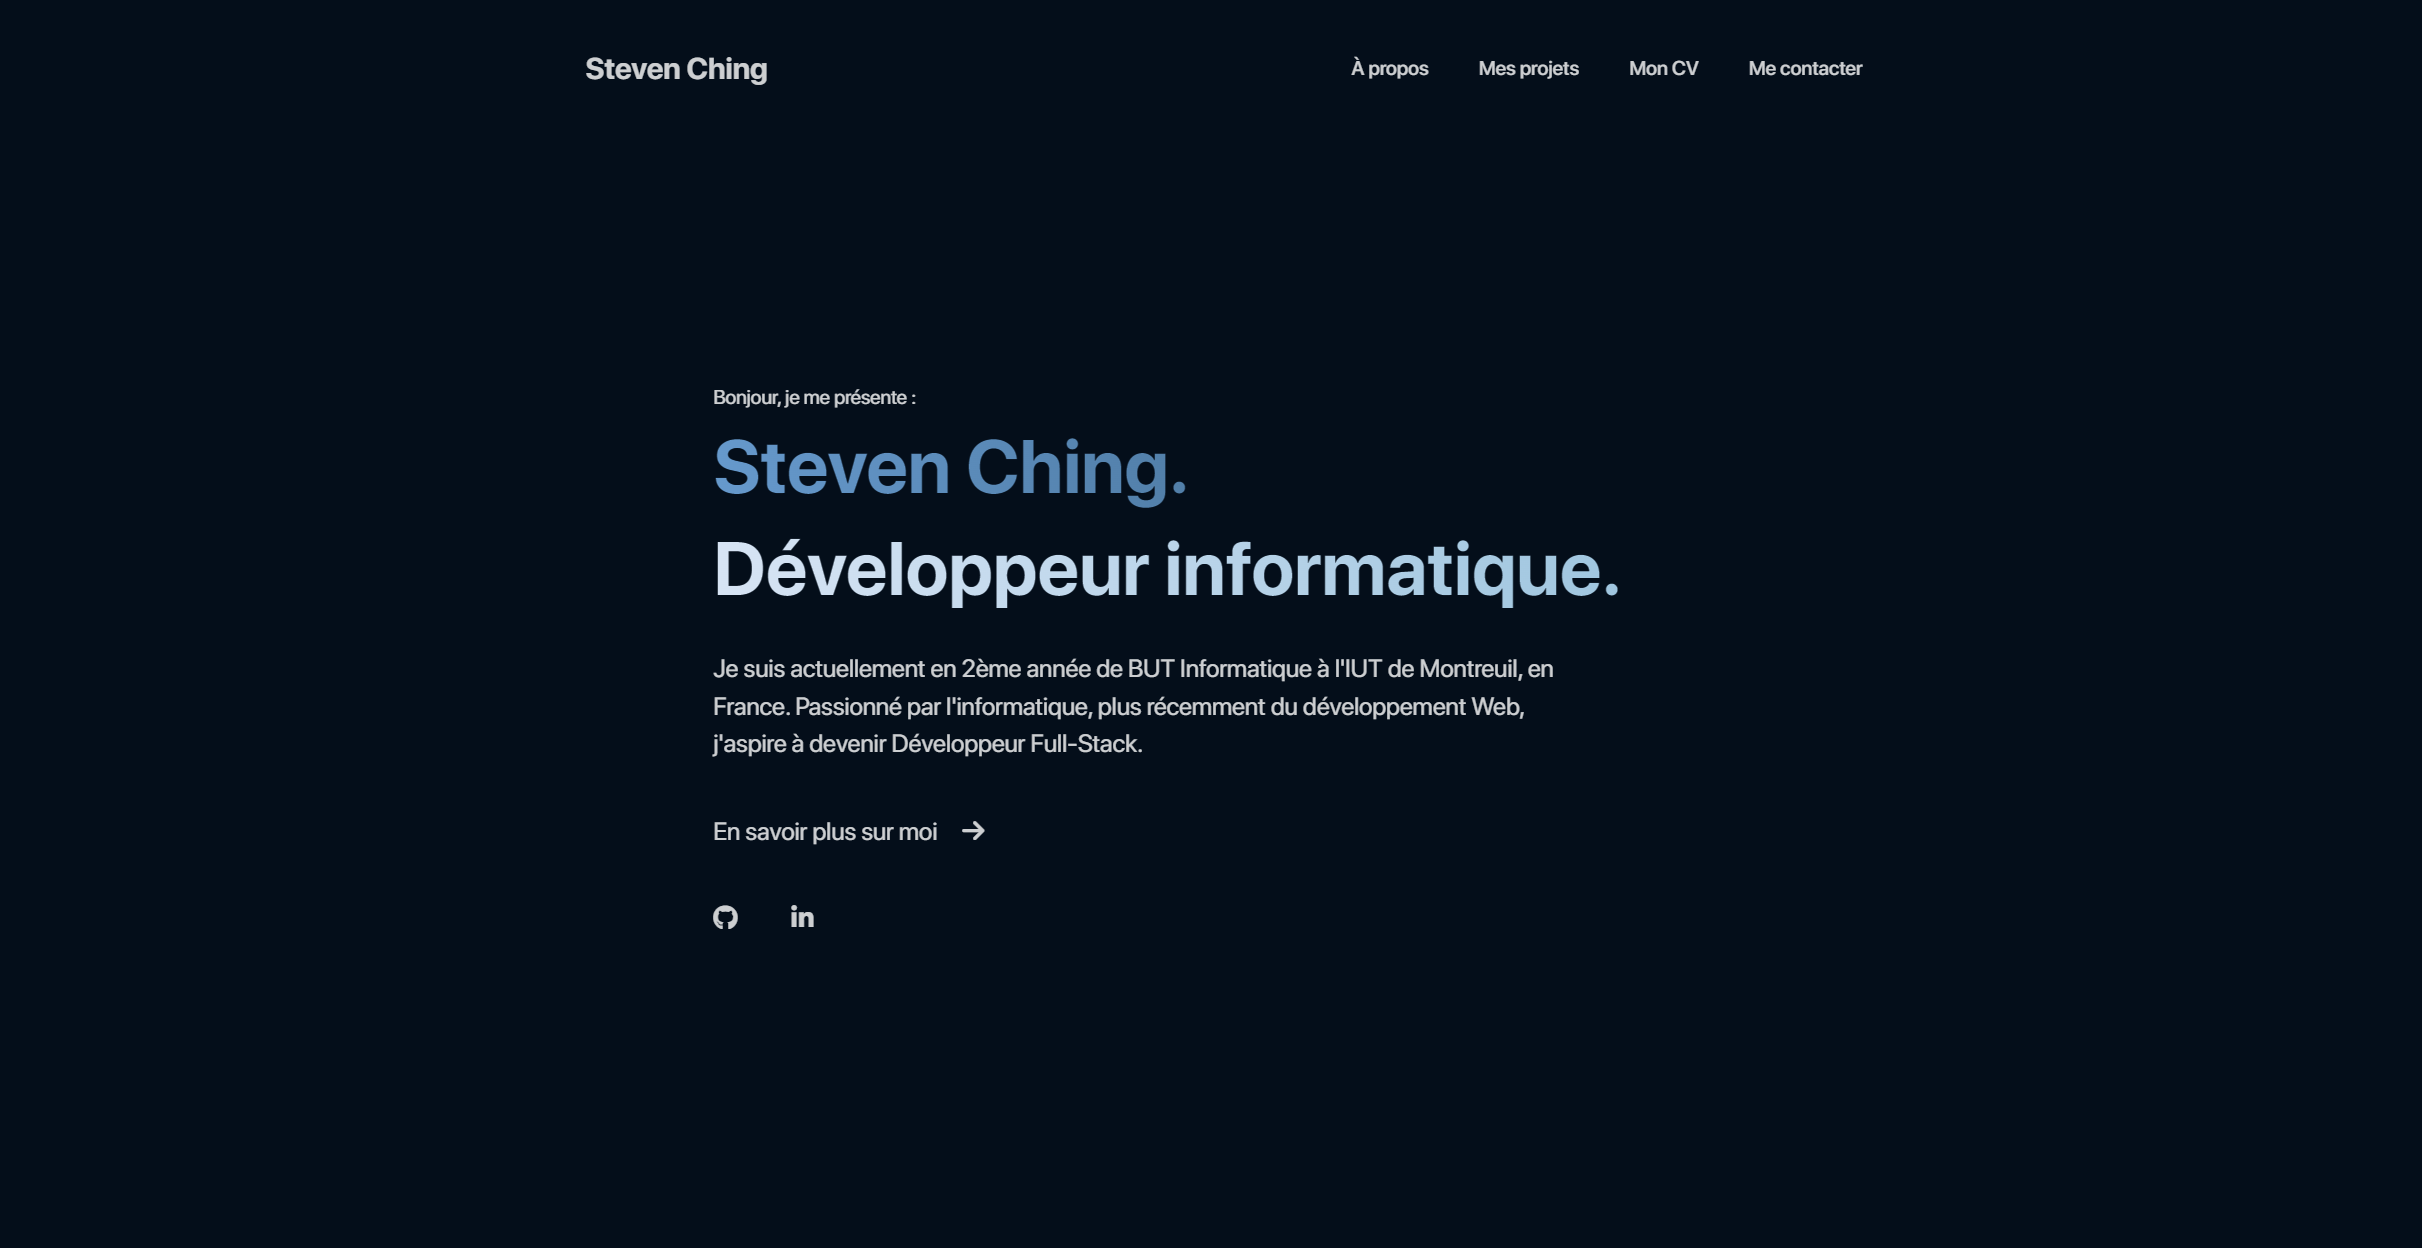 Steven Ching
À propos
Mes projets
Mon CV
Me contacter
Bonjour, je me présente :
Steven Ching.
Développeur informatique.
Je suis actuellement en 2ème année de BUT Informatique à l'IUT de Montreuil, en
France. Passionné par l'informatique, plus récemment du développement Web,
j'aspire à devenir Développeur Full-Stack.
En savoir plus sur moi
in